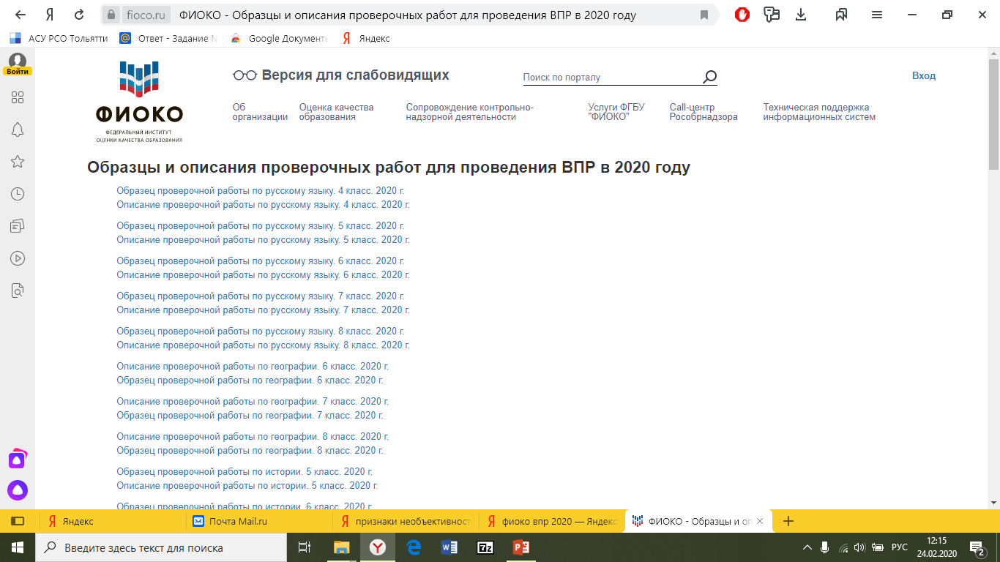 fioco.ru ФИОКО - Образцы и описания проверочных работ для проведения ВПР в 2020 году
АСУ РСО Тольятти Ответ - Задание Google Документы Яндекс
Войти
Версия для слабовидящих
Поиск по порталу
Вход
ФИОКО
ФЕДЕРАЛЬНЫЙ ИНСТИТУТ
ОЦЕНКИ КАЧЕСТВА ОБРАЗОВАНИЯ
Об
организации
Оценка качества
образования
Сопровождение контрольно-
надзорной деятельности
Услуги ФГБУ
"ФИОКО"
Call-центр
Рособрнадзора
Техническая поддержка
информационных систем
Образцы и описания проверочных работ для проведения ВПР в 2020 году
Образец проверочной работы по русскому языку. 4 класс. 2020 г.
Описание проверочной работы по русскому языку. 4 класс. 2020 г.
Образец проверочной работы по русскому языку. 5 класс. 2020 г.
Описание проверочной работы по русскому языку. 5 класс. 2020 г.
Образец проверочной работы по русскому языку. 6 класс. 2020 г.
Описание проверочной работы по русскому языку. 6 класс. 2020 г.
Образец проверочной работы по русскому языку. 7 класс. 2020 г.
Описание проверочной работы по русскому языку. 7 класс. 2020 г.
Образец проверочной работы по русскому языку. 8 класс. 2020 г.
Описание проверочной работы по русскому языку. 8 класс. 2020 г.
Описание проверочной работы по географии. 6 класс. 2020 г.
Образец проверочной работы по географии. 6 класс. 2020 г.
Описание проверочной работы по географии. 7 класс. 2020 г.
Образец проверочной работы по географии. 7 класс. 2020 г.
Описание проверочной работы по географии. 8 класс. 2020 г.
Образец проверочной работы по географии. 8 класс. 2020 г.
Образец проверочной работы по истории. 5 класс. 2020 г.
Описание проверочной работы по истории. 5 класс. 2020 г.
Образец проверочной работы по истории. 6 класс. 2020 г.
Яндекс Почта Mail.ru признаки необъективност фиоко впр 2020 — Яндекс ФИОКО - Образцы и оп
Введите здесь текст для поиска
РУС
12:15
24.02.2020
2